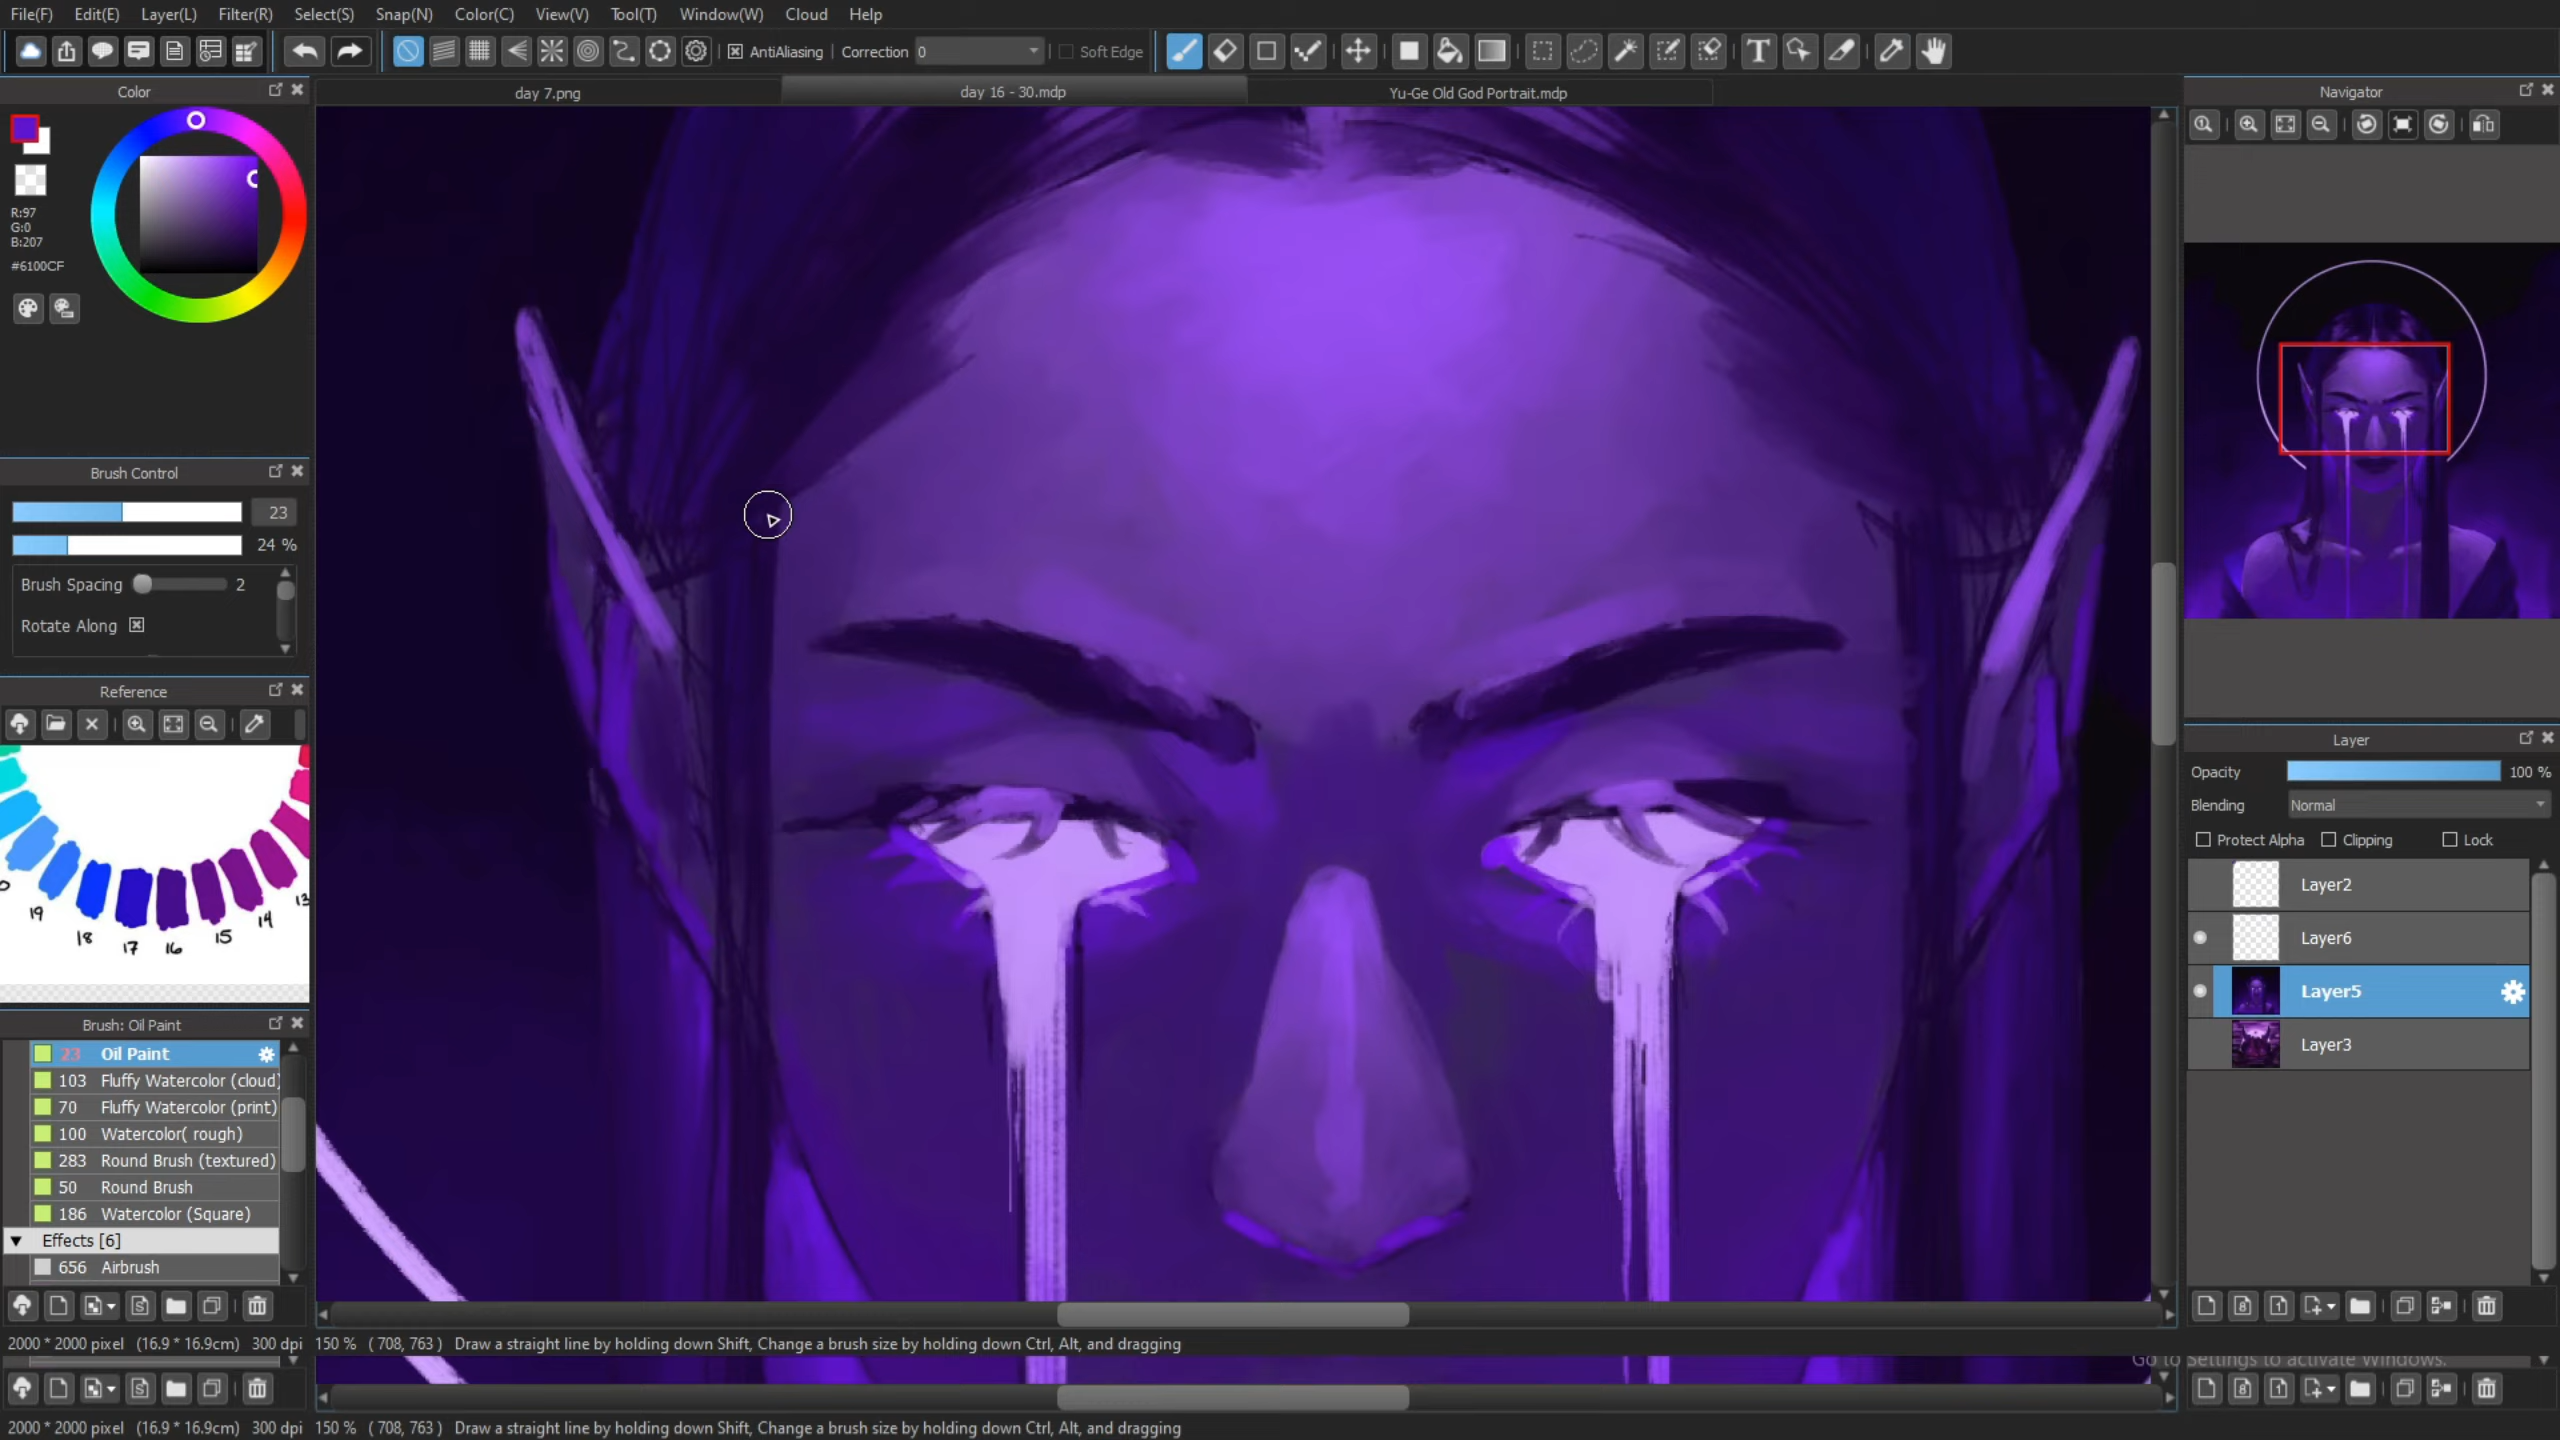 File(F) Edit(E) Layer(L) Filter(R) Select(S) Snap(N) Color(C) View(V) Tool(T) Window(W) Cloud Help
AntiAliasing Correction 0 Soft Edge T
Color
day 7.png day 16 - 30.mdp Yu-Ge Old God Portrait.mdp
Navigator
R:97
G:0
B:207
#6100CF
Brush Control
23
24 %
Brush Spacing 2
Rotate Along
Reference
19
18
17
16
15
14
13
Layer
Opacity 100 %
Blending Normal
Protect Alpha Clipping Lock
Layer2
Layer6
Layer5
Layer3
Brush: Oil Paint
23 Oil Paint
103 Fluffy Watercolor (cloud)
70 Fluffy Watercolor (print)
100 Watercolor( rough)
283 Round Brush (textured)
50 Round Brush
186 Watercolor (Square)
Effects [6]
656 Airbrush
2000 * 2000 pixel (16.9 * 16.9cm) 300 dpi 150 % ( 708, 763 ) Draw a straight line by holding down Shift, Change a brush size by holding down Ctrl, Alt, and dragging
Go to Settings to activate Windows.
2000 * 2000 pixel (16.9 * 16.9cm) 300 dpi 150 % ( 708, 763 ) Draw a straight line by holding down Shift, Change a brush size by holding down Ctrl, Alt, and dragging